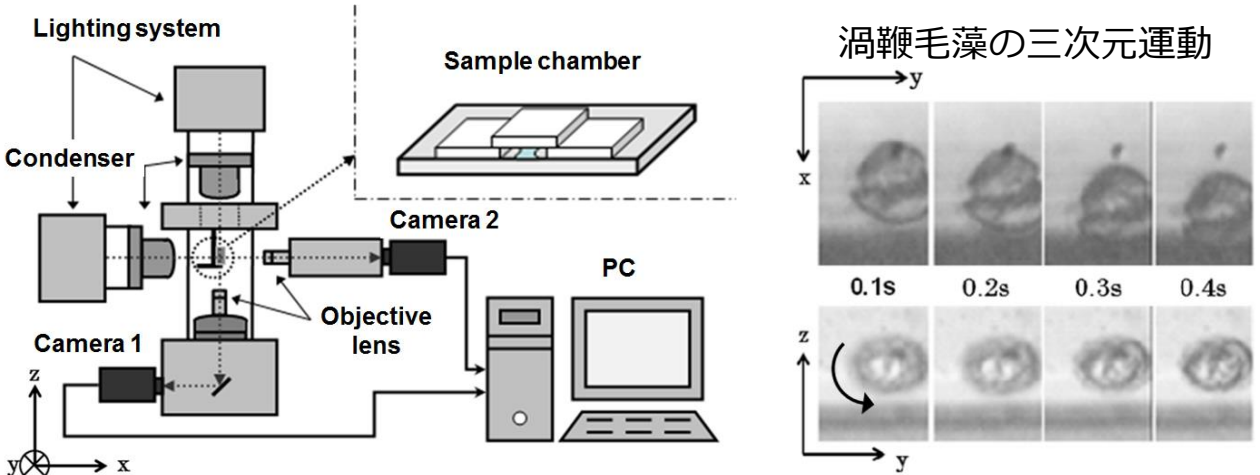 Lighting system
Sample chamber
Condenser
Camera 2
PC
Objective
lens
Camera 1
z
y
x
渦鞭毛藻の三次元運動
y
x
0.1s
0.2s
0.3s
0.4s
z
y